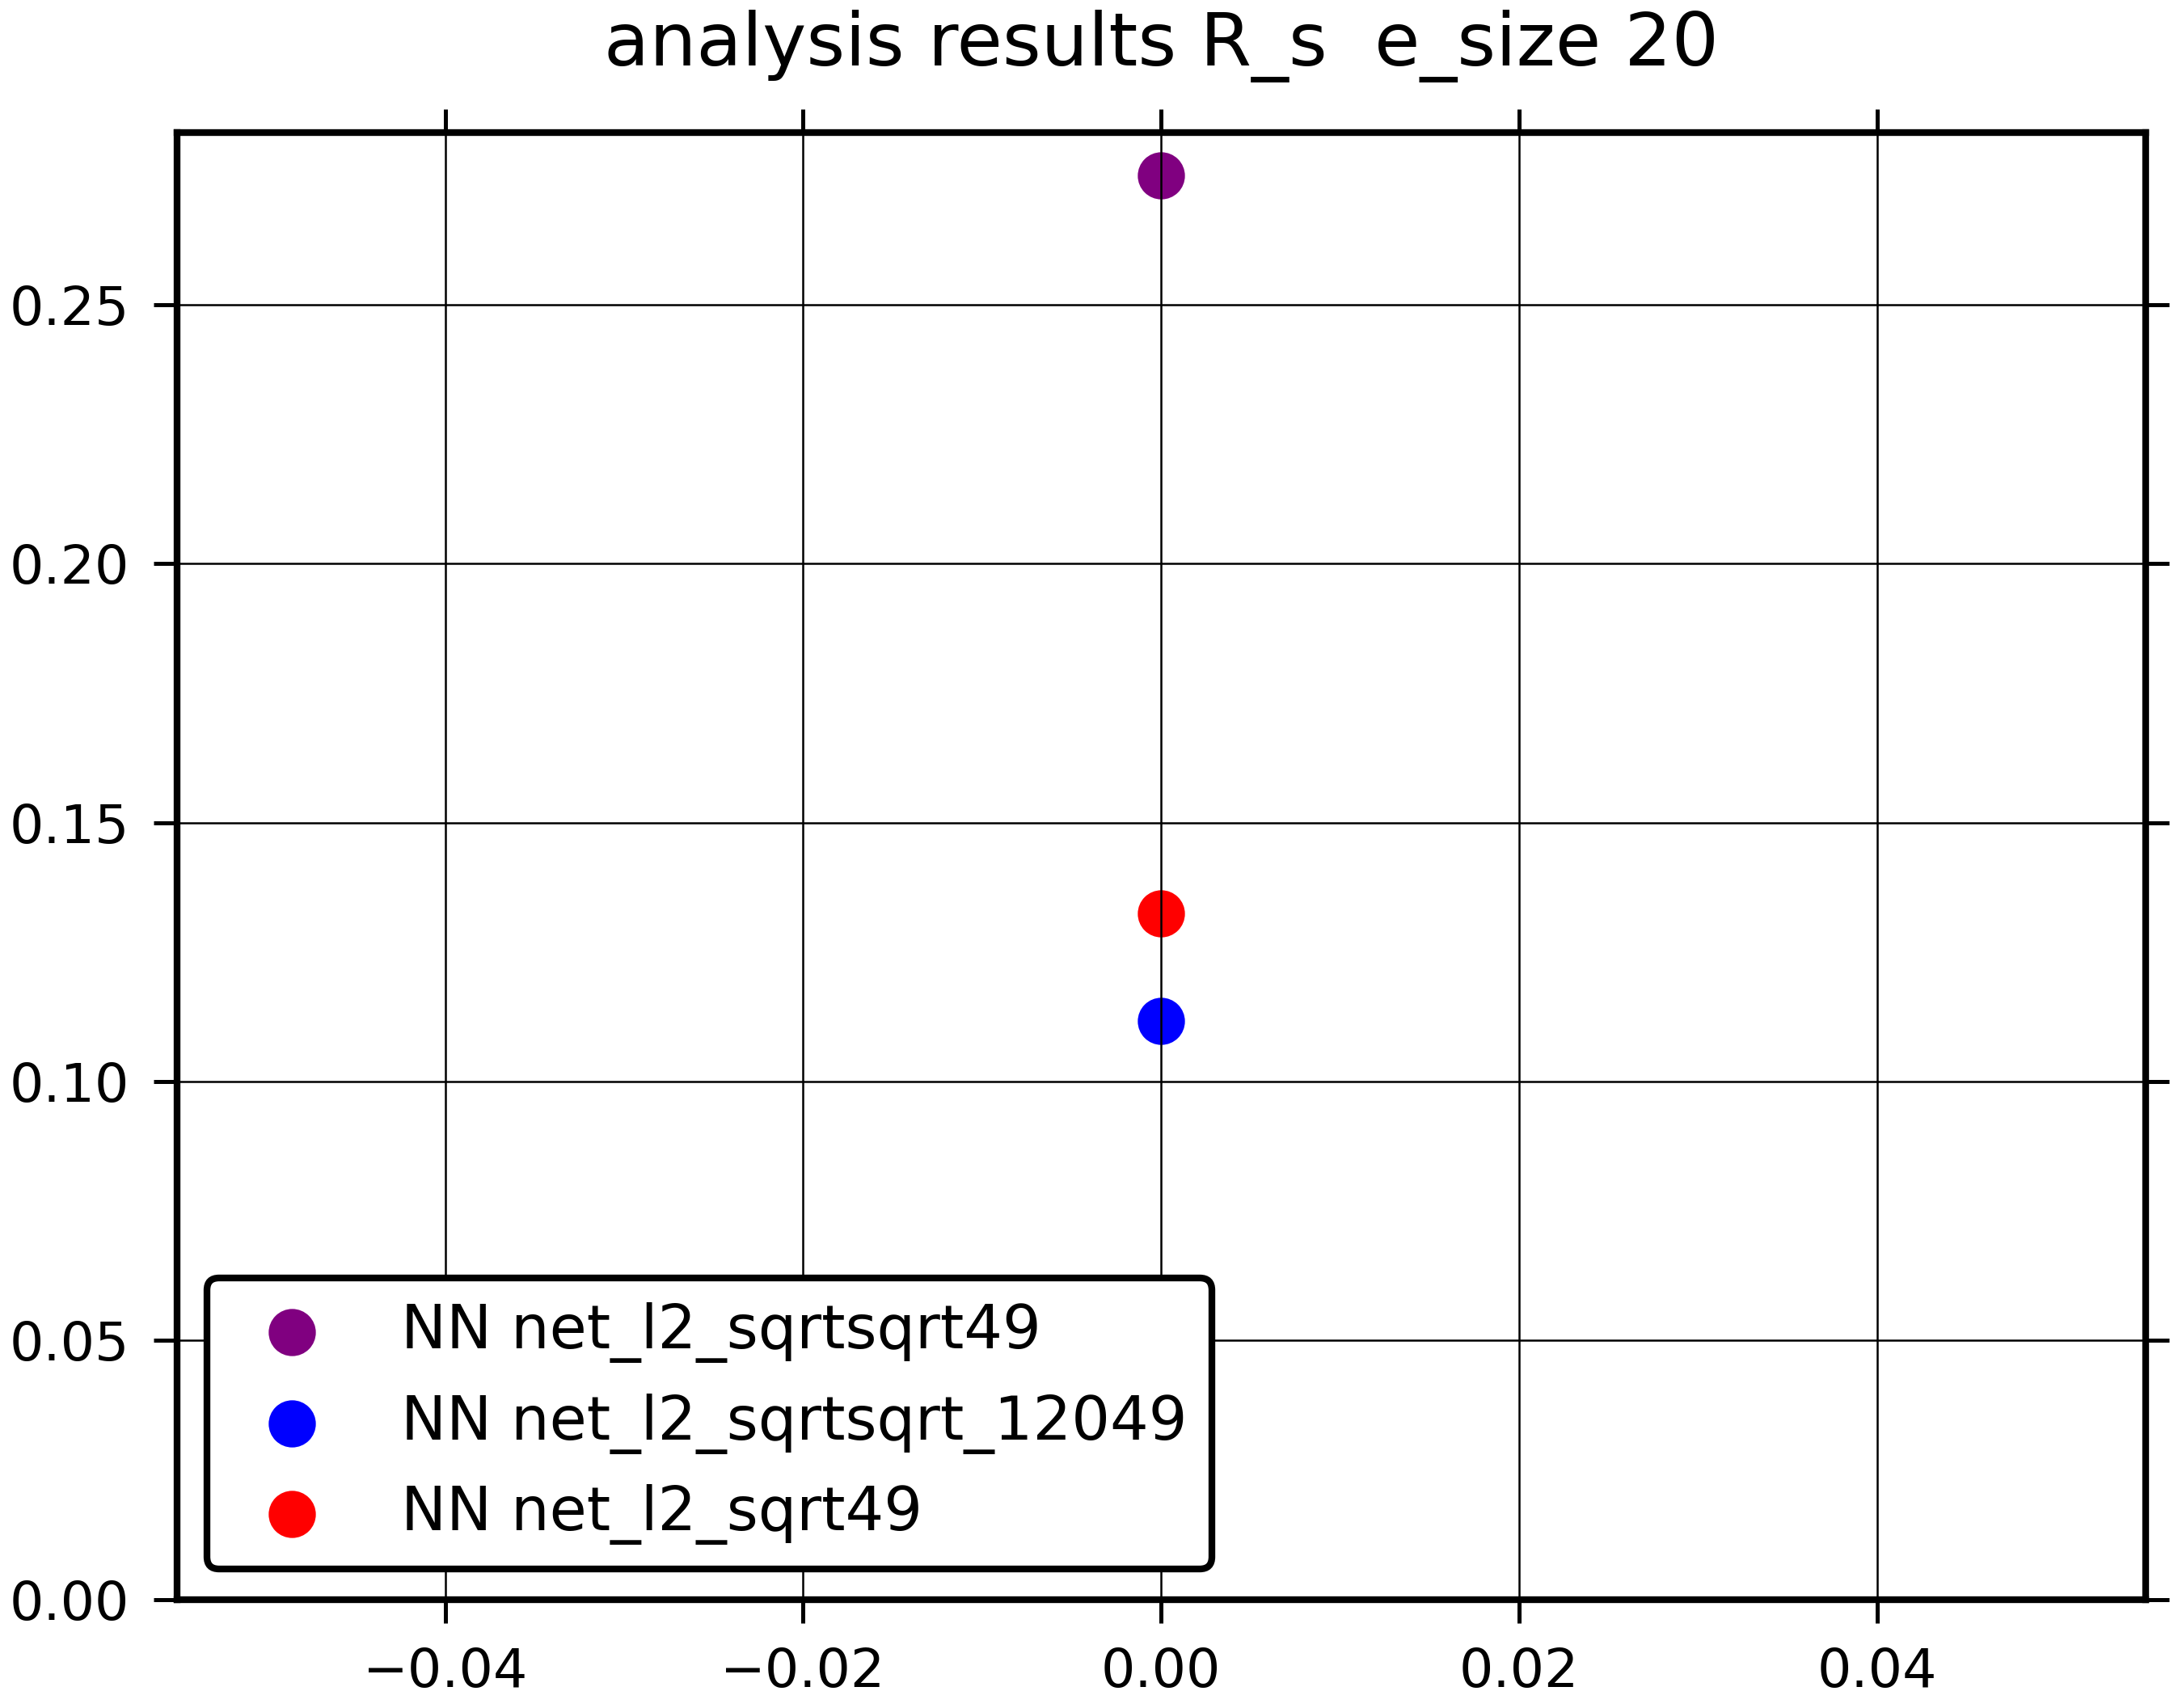 analysis results R_s  e_size 20
0.25
0.20
0.15
0.10
0.05
0.00
NN net_l2_sqrtsqrt49
NN net_l2_sqrtsqrt_12049
NN net_l2_sqrt49
−0.04 −0.02 0.00 0.02 0.04